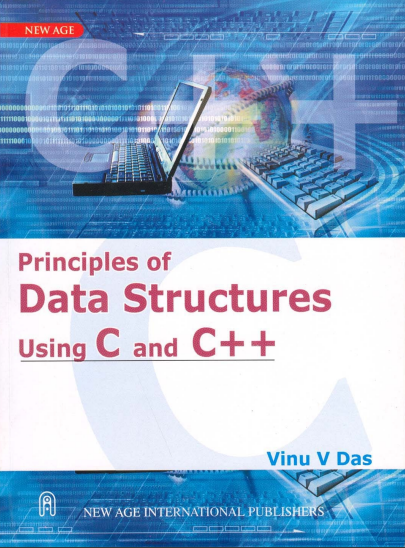 NEW AGE
C++
Principles of
Data Structures
Using C and C++
C
Vinu V Das
NEW AGE INTERNATIONAL PUBLISHERS